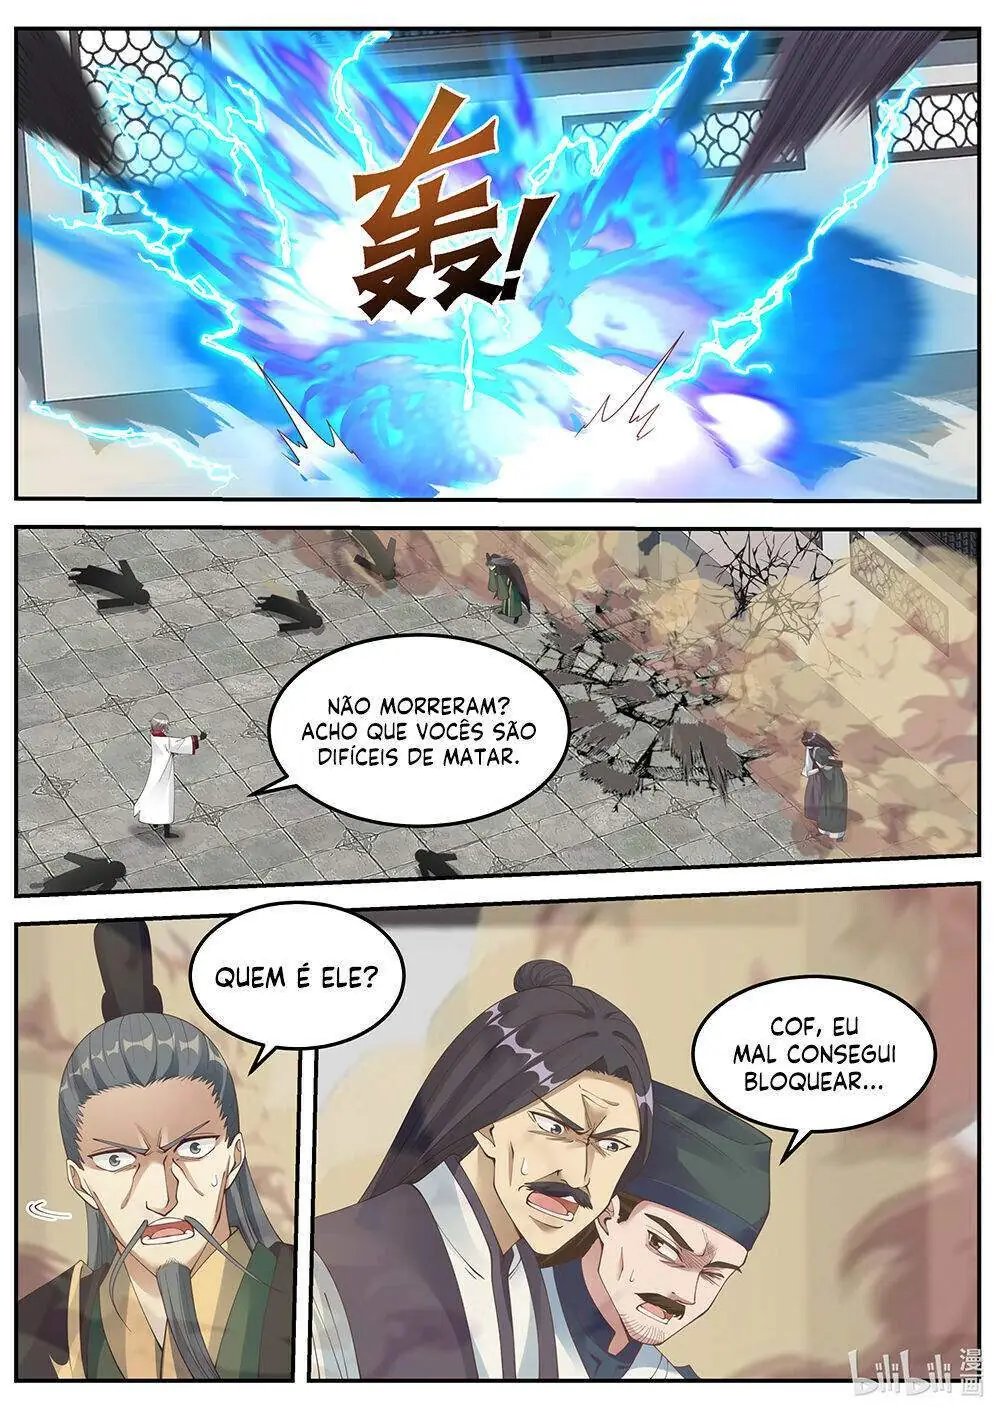 轰!
NÃO MORRERAM?
ACHO QUE VOCÊS SÃO
DIFÍCEIS DE MATAR.
QUEM É ELE?
COF, EU
MAL CONSEGUI
BLOQUEAR...
bilibili 漫画